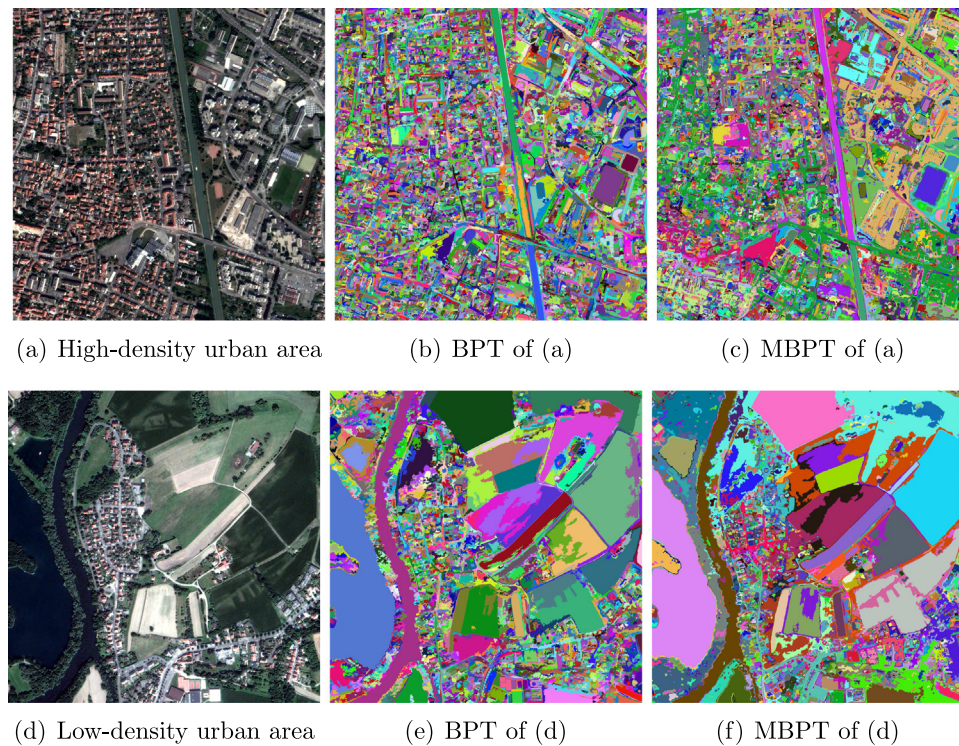 (a) High-density urban area
(b) BPT of (a)
(c) MBPT of (a)
(d) Low-density urban area
(e) BPT of (d)
(f) MBPT of (d)